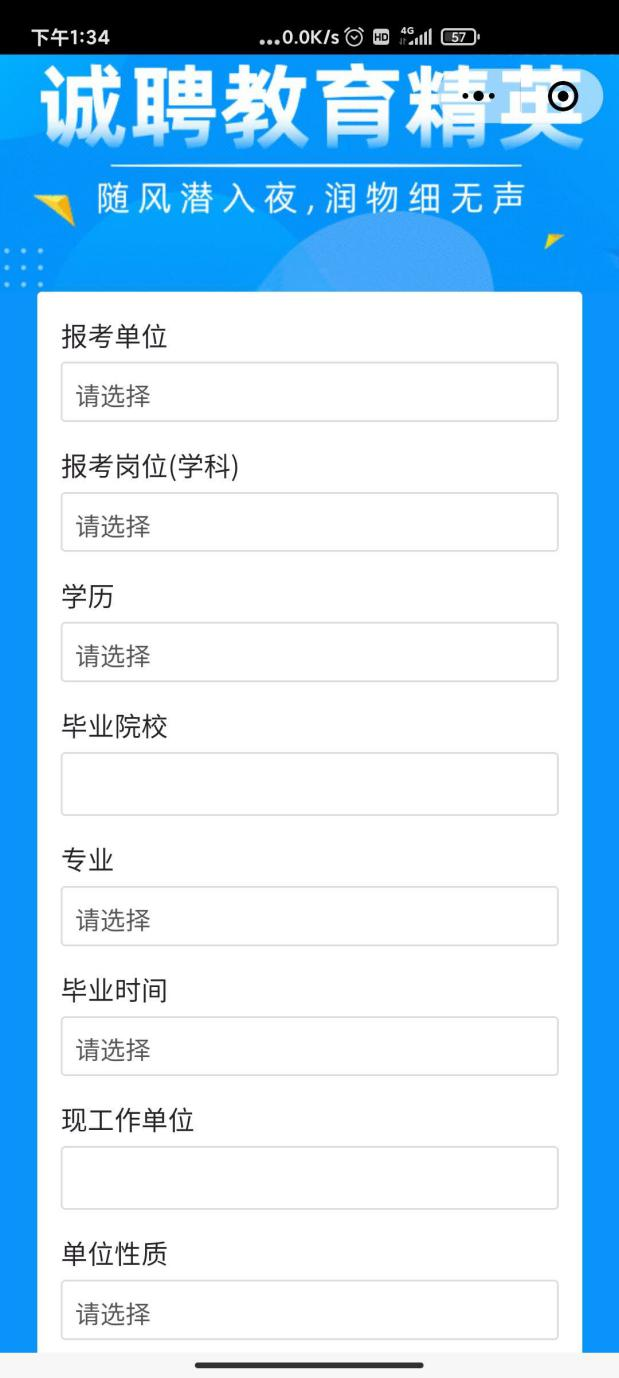 下午1:34
...0.0K/s HD 4G 57
诚聘教育精英
随风潜入夜,润物细无声
报考单位
请选择
报考岗位(学科)
请选择
学历
请选择
毕业院校
专业
请选择
毕业时间
请选择
现工作单位
单位性质
请选择